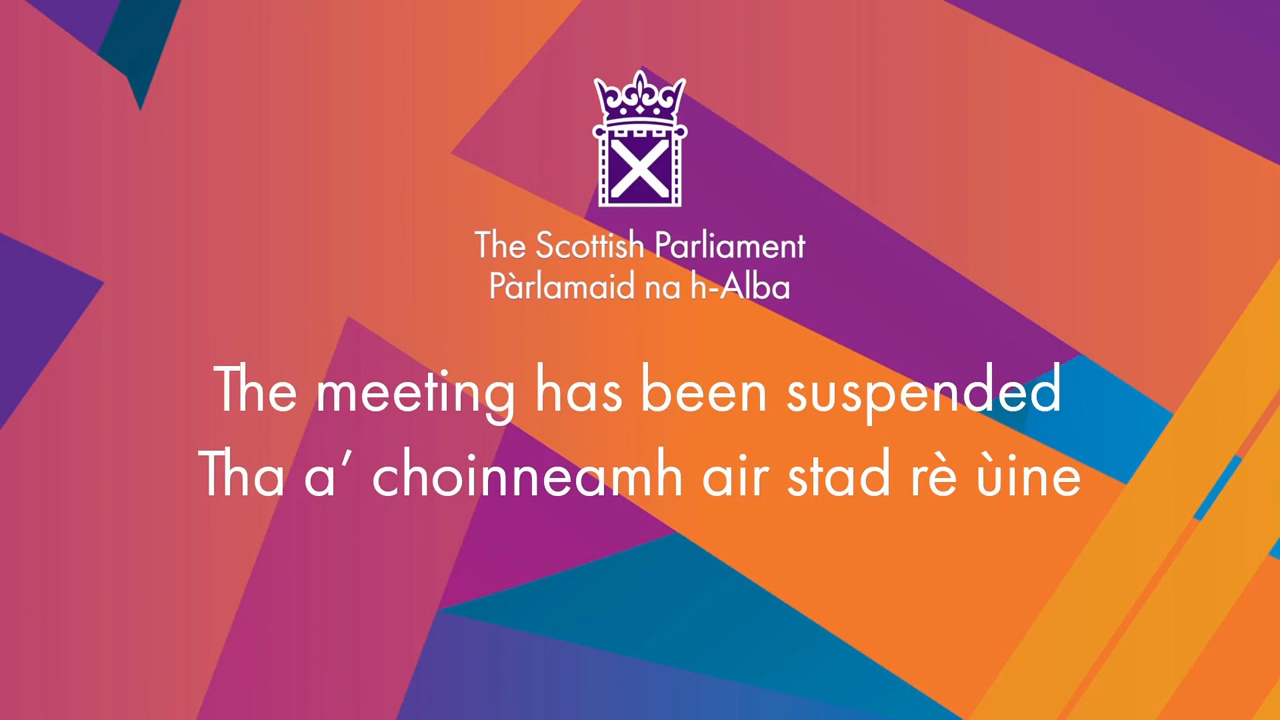 The Scottish Parliament
Pàrlamaid na h-Alba
The meeting has been suspended
Tha a’ choinneamh air stad rè ùine